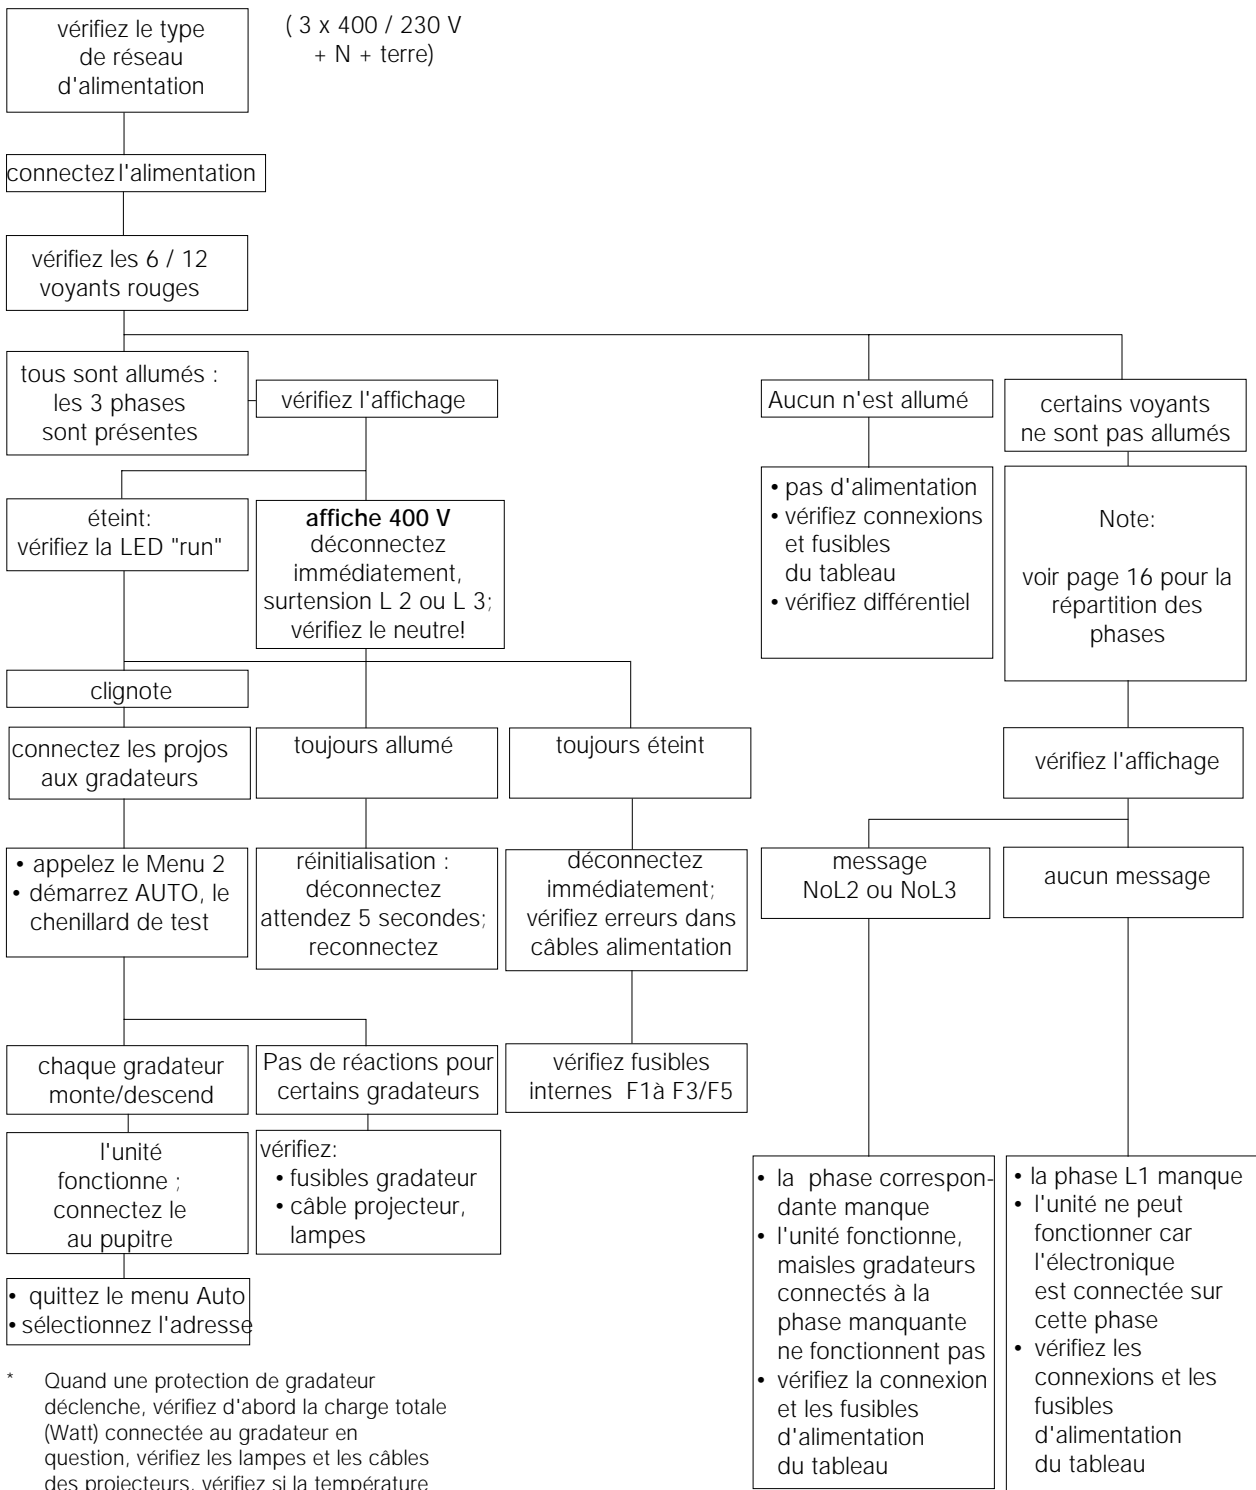 vérifiez le type
de réseau
d'alimentation
( 3 x 400 / 230 V
+ N + terre)
connectez l'alimentation
vérifiez les 6 / 12
voyants rouges
tous sont allumés :
les 3 phases
sont présentes
vérifiez l'affichage
Aucun n'est allumé
certains voyants
ne sont pas allumés
éteint:
vérifiez la LED "run"
affiche 400 V
déconnectez
immédiatement,
surtension L 2 ou L 3;
vérifiez le neutre!
• pas d'alimentation
• vérifiez connexions
et fusibles
du tableau
• vérifiez différentiel
Note:
voir page 16 pour la
répartition des
phases
clignote
connectez les projos
aux gradateurs
toujours allumé
toujours éteint
vérifiez l'affichage
• appelez le Menu 2
• démarrez AUTO, le
chenillard de test
réinitialisation :
déconnectez
attendez 5 secondes;
reconnectez
déconnectez
immédiatement;
vérifiez erreurs dans
câbles alimentation
message
NoL2 ou NoL3
aucun message
chaque gradateur
monte/descend
Pas de réactions pour
certains gradateurs
vérifiez fusibles
internes F1à F3/F5
l'unité
fonctionne ;
connectez le
au pupitre
vérifiez:
• fusibles gradateur
• câble projecteur,
lampes
• quittez le menu Auto
• sélectionnez l'adresse
• la phase correspon-
dante manque
• l'unité fonctionne,
maisles gradateurs
connectés à la
phase manquante
ne fonctionnent pas
• vérifiez la connexion
et les fusibles
d'alimentation
du tableau
• la phase L1 manque
• l'unité ne peut
fonctionner car
l'électronique
est connectée sur
cette phase
• vérifiez les
connexions et les
fusibles
d'alimentation
du tableau
* Quand une protection de gradateur
déclenche, vérifiez d'abord la charge totale
(Watt) connectée au gradateur en
question, vérifiez les lampes et les câbles
des projecteurs, vérifiez si la température